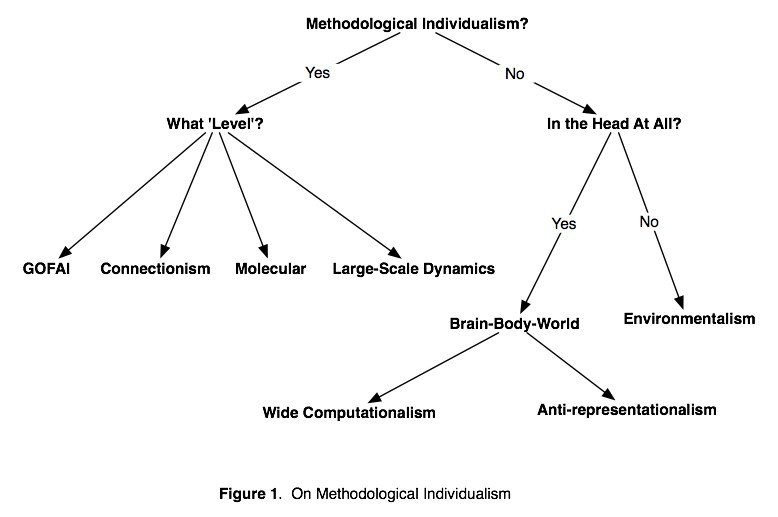 Methodological Individualism?
Yes
No
What 'Level'?
In the Head At All?
Yes
No
GOFAI
Connectionism
Molecular
Large-Scale Dynamics
Brain-Body-World
Environmentalism
Wide Computationalism
Anti-representationalism
Figure 1. On Methodological Individualism